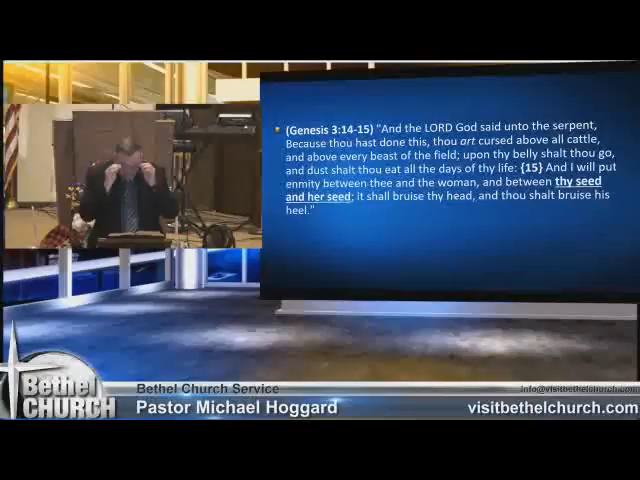 (Genesis 3:14-15) "And the LORD God said unto the serpent,
Because thou hast done this, thou art cursed above all cattle,
and above every beast of the field; upon thy belly shalt thou go,
and dust shalt thou eat all the days of thy life: {15} And I will put
enmity between thee and the woman, and between thy seed
and her seed; it shall bruise thy head, and thou shalt bruise his
heel."
Bethel
CHURCH
Bethel Church Service
info@visitbethelchurch.com
Pastor Michael Hoggard
visitbethelchurch.com